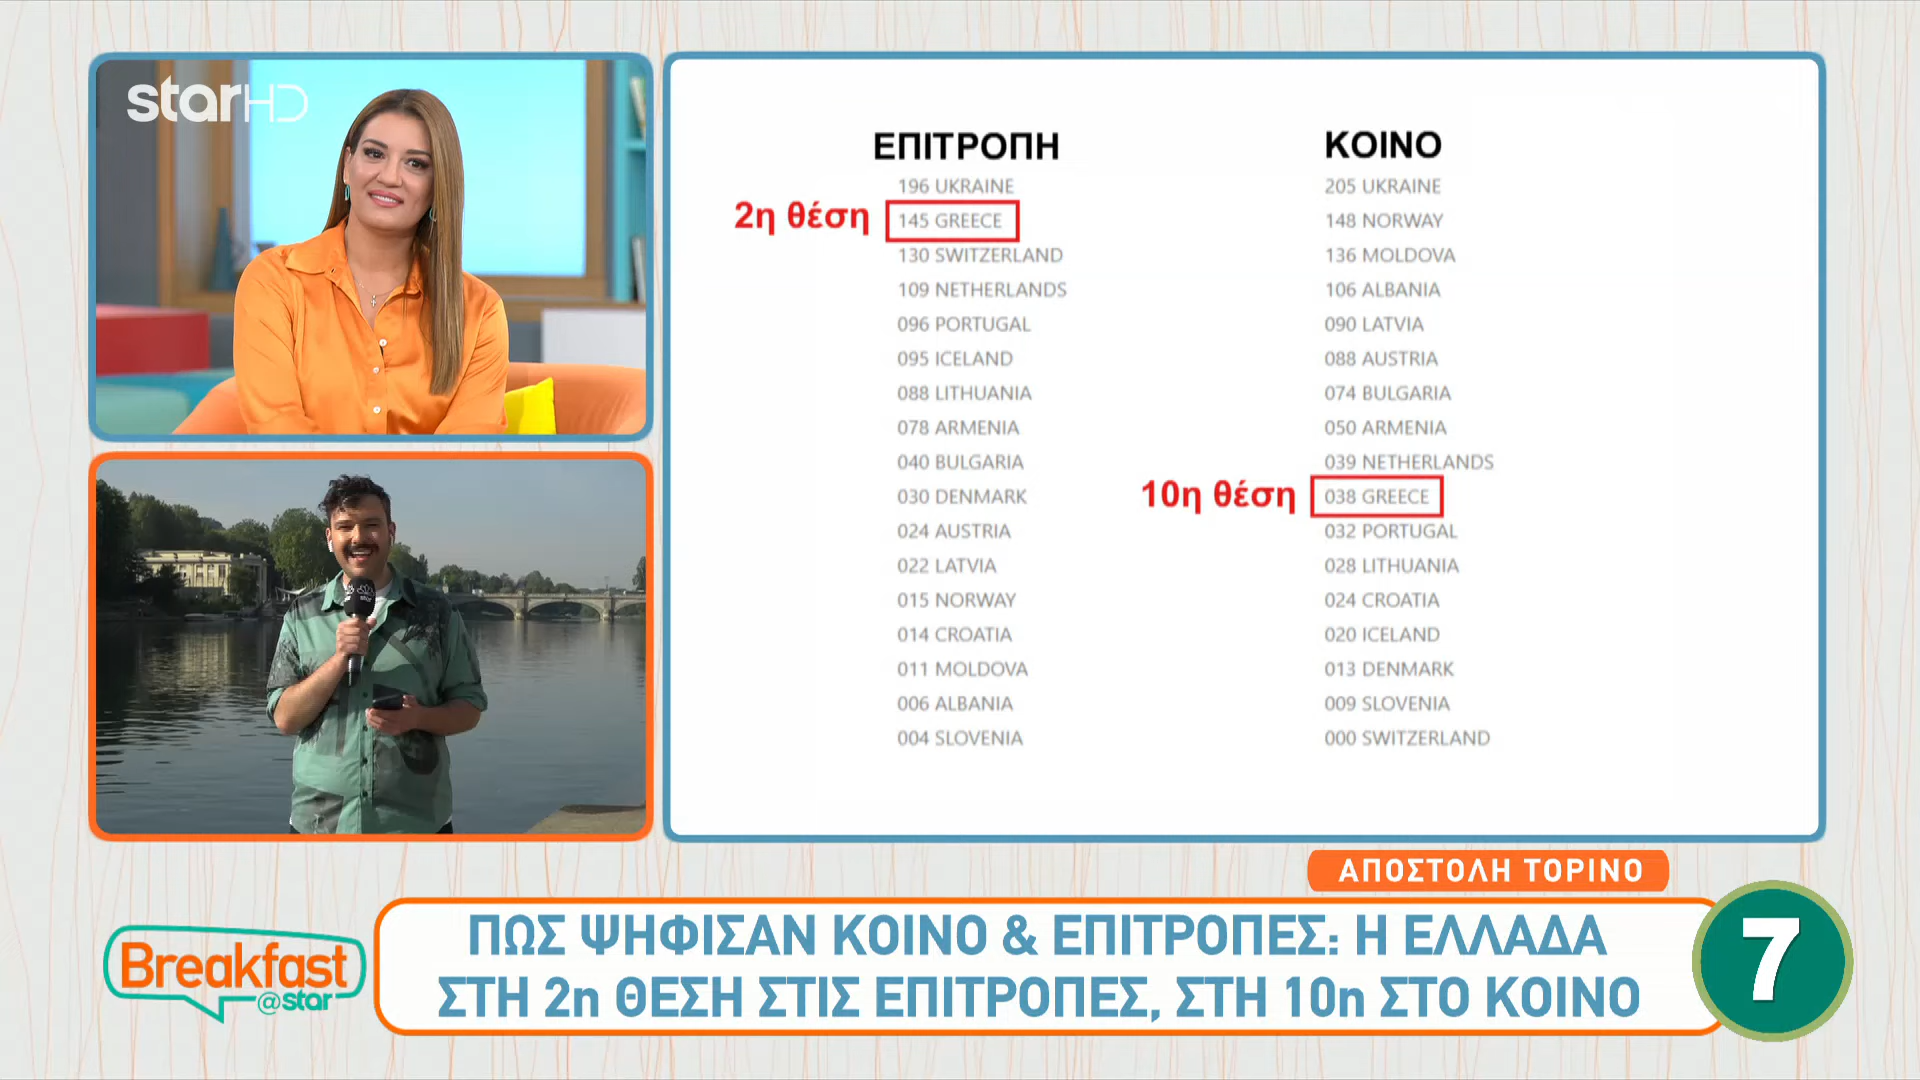 starHD
ΕΠΙΤΡΟΠΗ
196 UKRAINE
2η θέση
145 GREECE
130 SWITZERLAND
109 NETHERLANDS
096 PORTUGAL
095 ICELAND
088 LITHUANIA
078 ARMENIA
040 BULGARIA
030 DENMARK
024 AUSTRIA
022 LATVIA
015 NORWAY
014 CROATIA
011 MOLDOVA
006 ALBANIA
004 SLOVENIA
ΚΟΙΝΟ
205 UKRAINE
148 NORWAY
136 MOLDOVA
106 ALBANIA
090 LATVIA
088 AUSTRIA
074 BULGARIA
050 ARMENIA
039 NETHERLANDS
10η θέση
038 GREECE
032 PORTUGAL
028 LITHUANIA
024 CROATIA
020 ICELAND
013 DENMARK
009 SLOVENIA
000 SWITZERLAND
ΑΠΟΣΤΟΛΗ ΤΟΡΙΝΟ
Breakfast
@star
ΠΩΣ ΨΗΦΙΣΑΝ ΚΟΙΝΟ & ΕΠΙΤΡΟΠΕΣ: Η ΕΛΛΑΔΑ
ΣΤΗ 2η ΘΕΣΗ ΣΤΙΣ ΕΠΙΤΡΟΠΕΣ, ΣΤΗ 10η ΣΤΟ ΚΟΙΝΟ
7